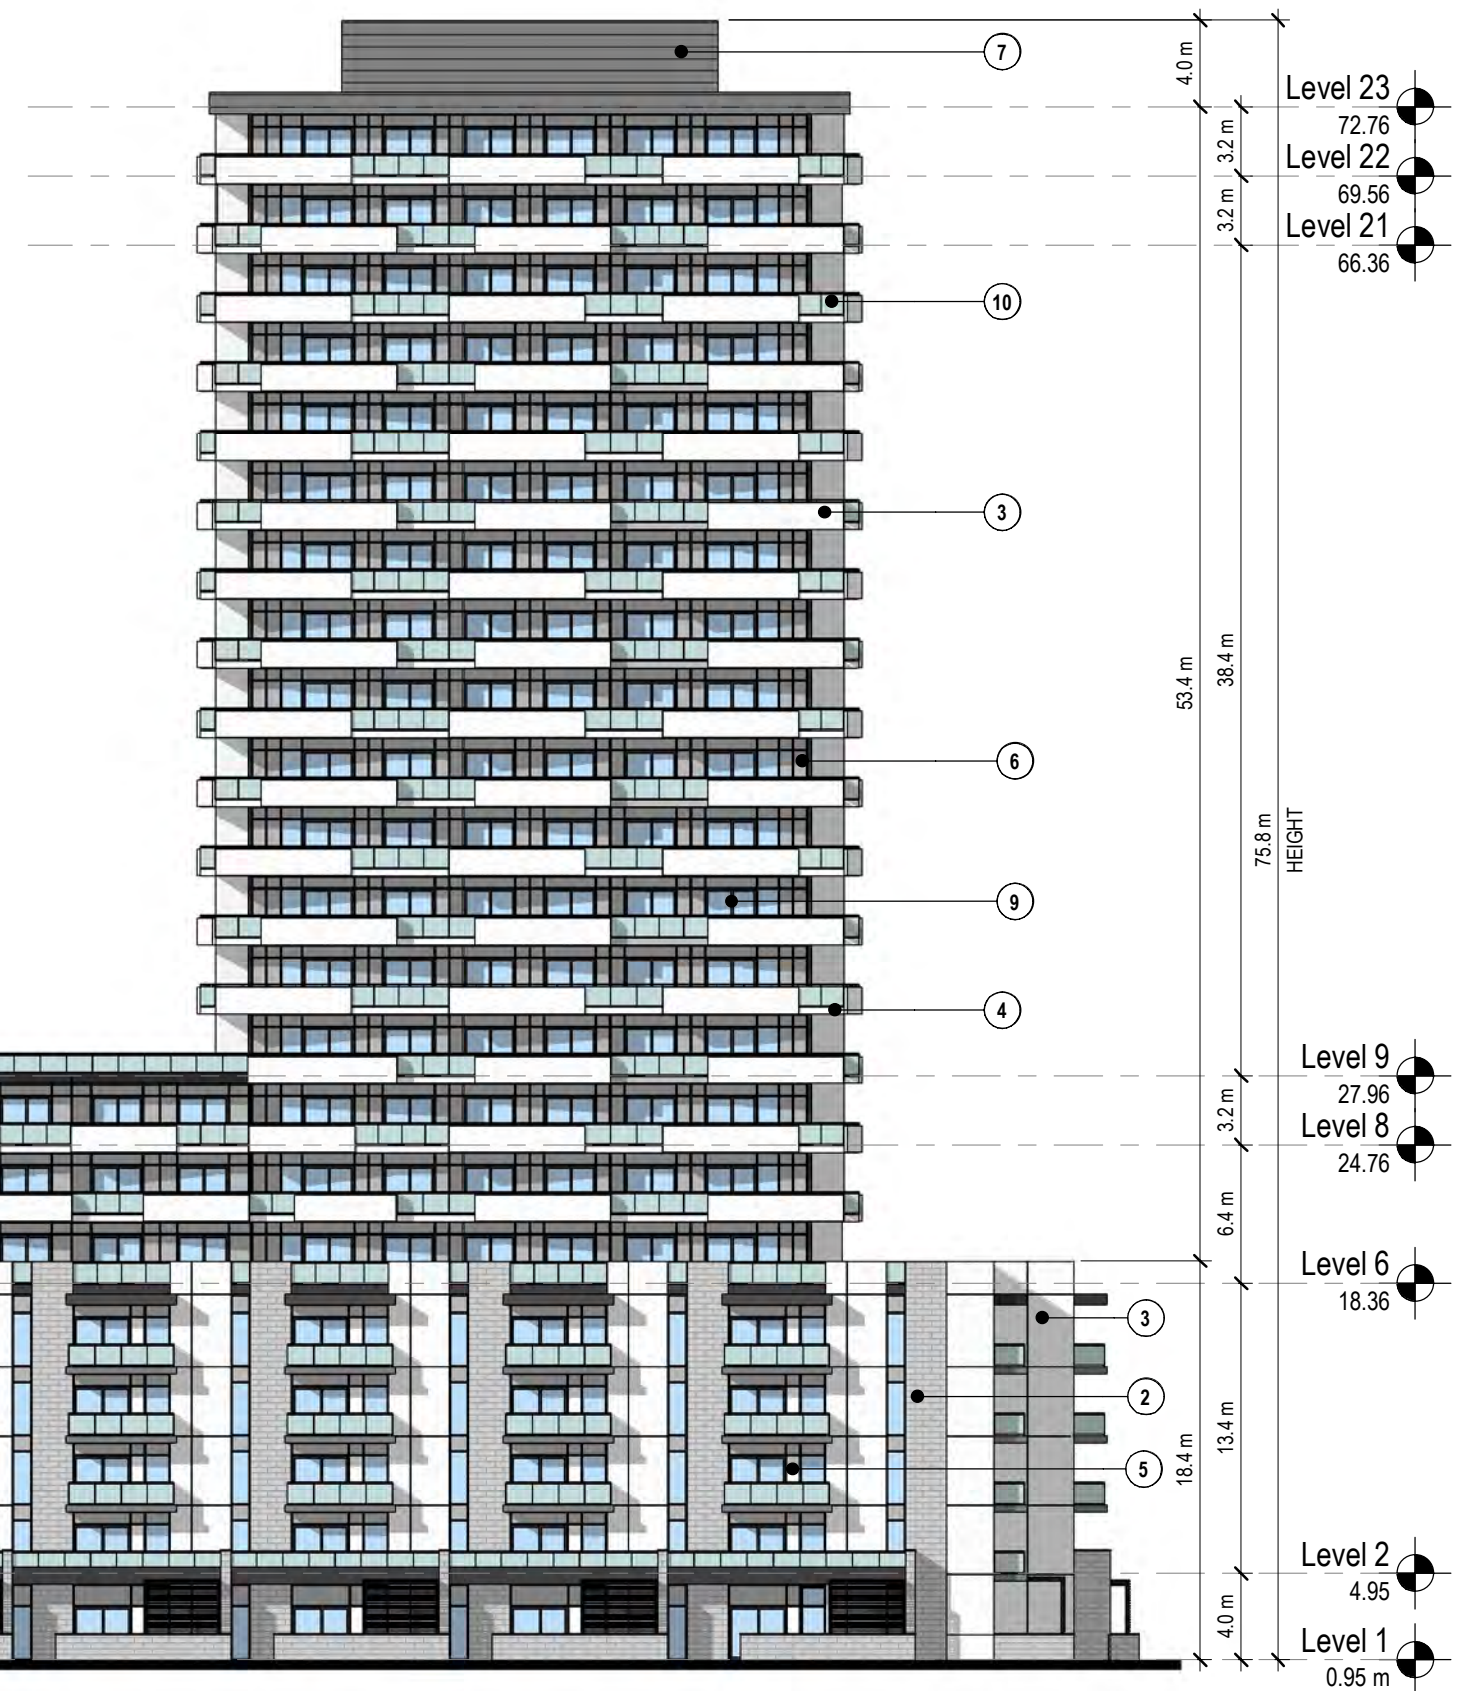 7
4.0 m
Level 23
72.76
3.2 m
Level 22
69.56
3.2 m
Level 21
66.36
10
3
53.4 m
38.4 m
6
75.8 m
HEIGHT
9
4
Level 9
27.96
3.2 m
Level 8
24.76
6.4 m
Level 6
18.36
3
2
13.4 m
18.4 m
5
Level 2
4.95
4.0 m
Level 1
0.95 m